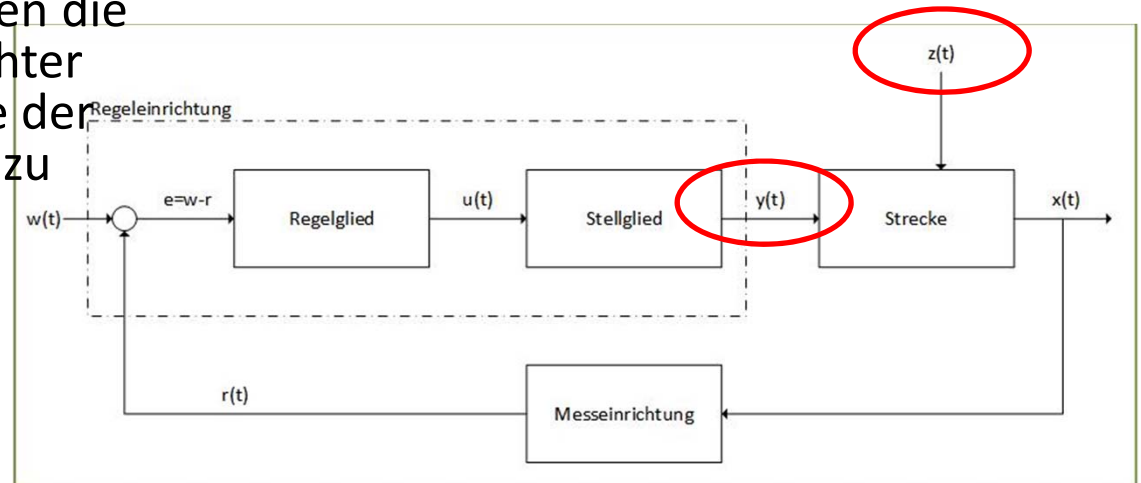 en die
hter
e der
zu
z(t)
Regeleinrichtung
w(t)
e=w-r
Regelglied
u(t)
Stellglied
y(t)
Strecke
x(t)
r(t)
Messeinrichtung